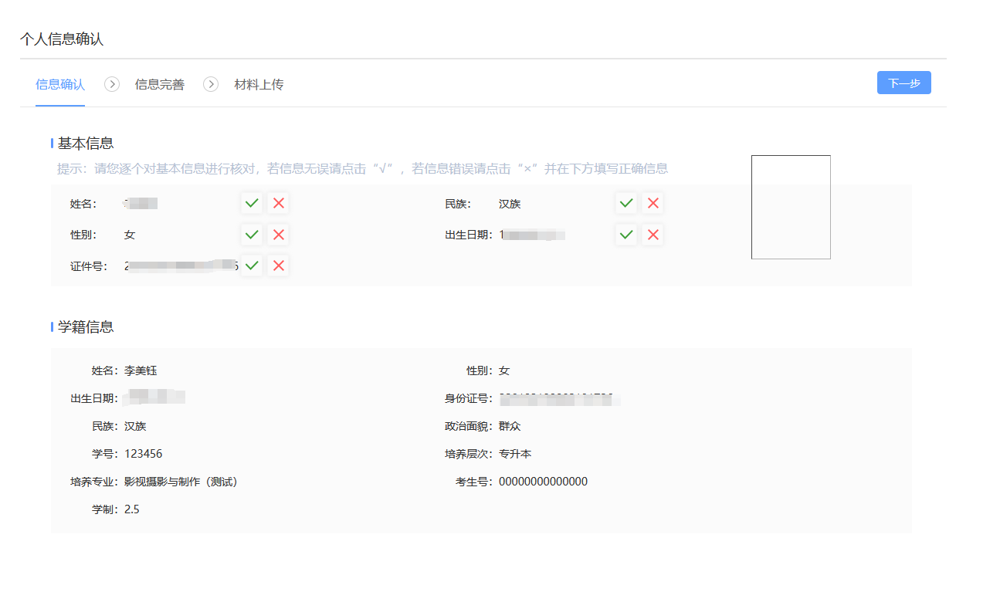 个人信息确认
信息确认 信息完善 材料上传 下一步
基本信息
提示：请您逐个对基本信息进行核对，若信息无误请点击“√”，若信息错误请点击“×”并在下方填写正确信息
姓名： 民族： 汉族
性别： 女 出生日期：1
证件号： 2 6
学籍信息
姓名：李美钰 性别：女
出生日期： 身份证号：
民族：汉族 政治面貌：群众
学号：123456 培养层次：专升本
培养专业：影视摄影与制作（测试） 考生号：00000000000000
学制：2.5